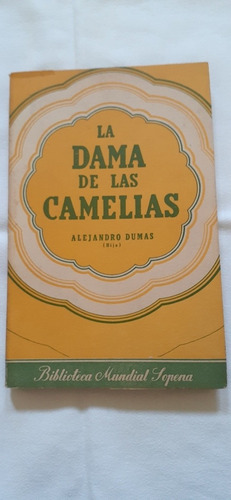 LA
DAMA
DE LAS
CAMELIAS
ALEJANDRO DUMAS
(Hijo)
Biblioteca Mundial Sopena